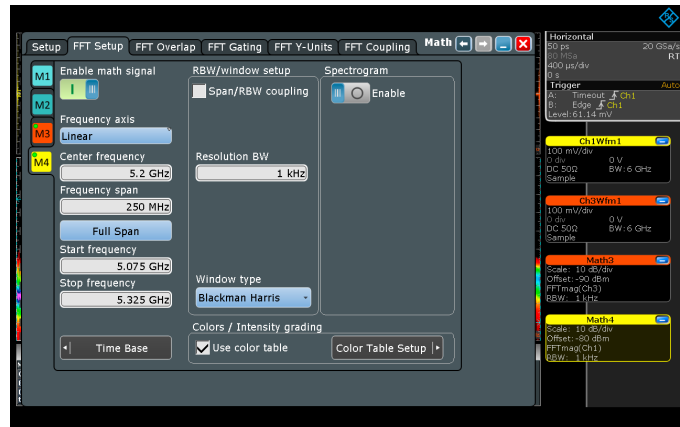 Setup FFT Setup FFT Overlap FFT Gating FFT Y-Units FFT Coupling Math
M1
M2
M3
M4
Enable math signal
Frequency axis
Linear
Center frequency
5.2 GHz
Frequency span
250 MHz
Full Span
Start frequency
5.075 GHz
Stop frequency
5.325 GHz
Time Base
RBW/window setup
Span/RBW coupling
Resolution BW
1 kHz
Window type
Blackman Harris
Colors / Intensity grading
Use color table
Color Table Setup
Spectrogram
Enable
Horizontal
50 ps 20 GSa/s
80 MSa RT
400 µs/div
0 s
Trigger Auto
A: Timeout Ch1
B: Edge Ch1
Level: 61.14 mV
Ch1Wfm1
100 mV/div
0 div 0 V
DC 50Ω BW: 6 GHz
Sample
Ch3Wfm1
100 mV/div
0 div 0 V
DC 50Ω BW: 6 GHz
Sample
Math3
Scale: 10 dB/div
Offset: -90 dBm
FFTmag(Ch3)
RBW: 1 kHz
Math4
Scale: 10 dB/div
Offset: -80 dBm
FFTmag(Ch1)
RBW: 1 kHz